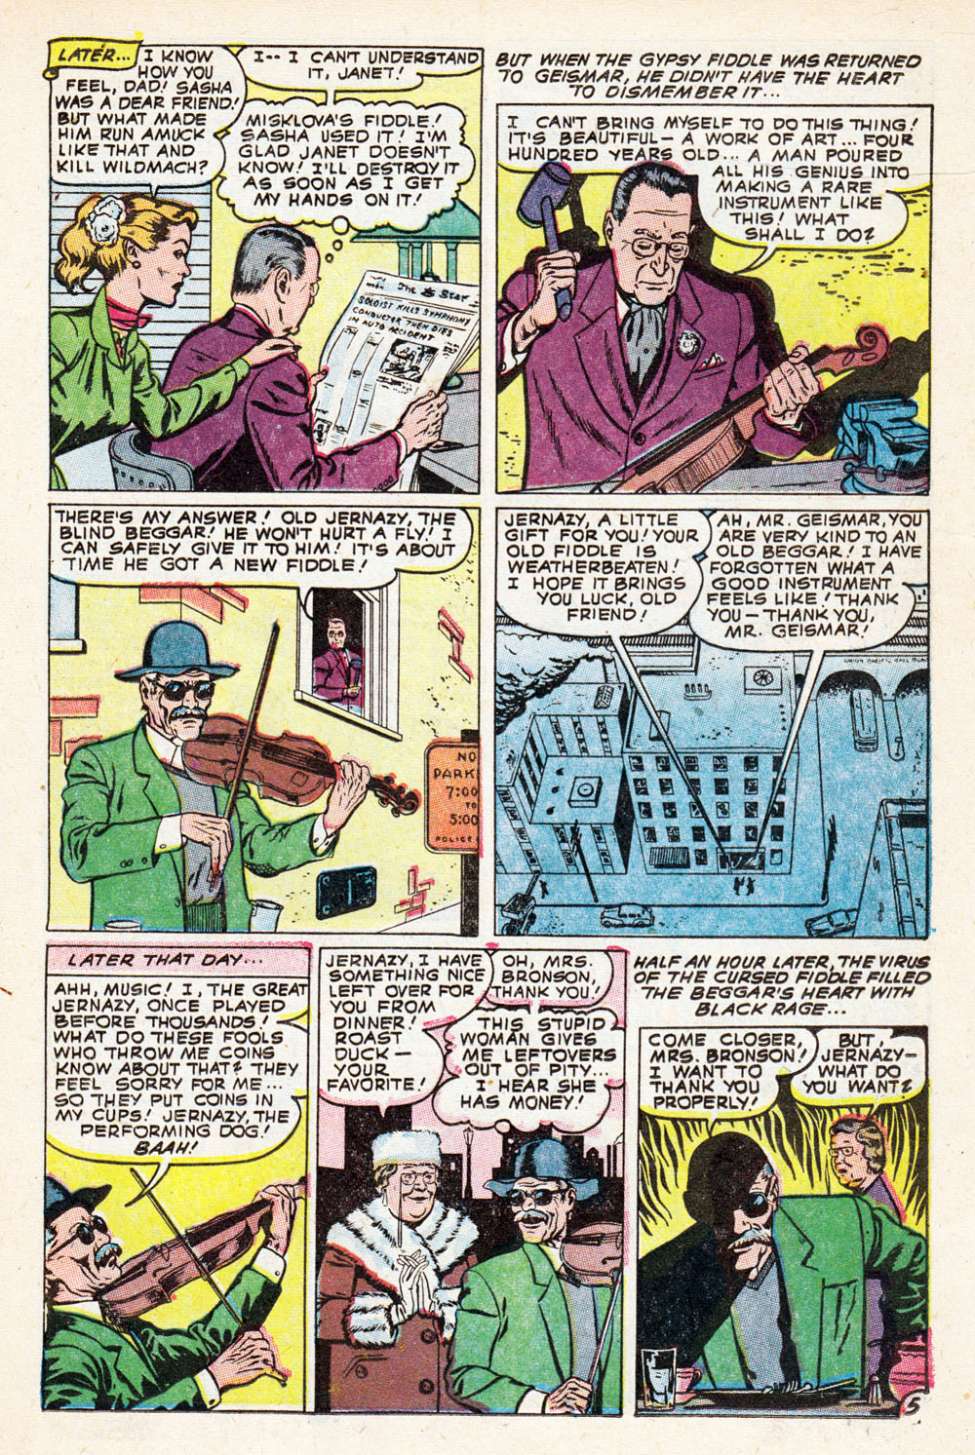 LATER...
I KNOW
HOW YOU
FEEL, DAD! SASHA
WAS A DEAR FRIEND!
BUT WHAT MADE
HIM RUN AMUCK
LIKE THAT AND
KILL WILDMACH?
I-- I CAN'T UNDERSTAND
IT, JANET!
MISKLOVA'S FIDDLE!
SASHA USED IT! I'M
GLAD JANET DOESN'T
KNOW! I'LL DESTROY IT
AS SOON AS I GET
MY HANDS ON IT!
The Star
SOLOIST KILLS SYMPHONY
CONDUCTOR THEN DIES
IN AUTO ACCIDENT
BUT WHEN THE GYPSY FIDDLE WAS RETURNED
TO GEISMAR, HE DIDN'T HAVE THE HEART
TO DISMEMBER IT...
I CAN'T BRING MYSELF TO DO THIS THING!
IT'S BEAUTIFUL- A WORK OF ART... FOUR
HUNDRED YEARS OLD... A MAN POURED
ALL HIS GENIUS INTO
MAKING A RARE
INSTRUMENT LIKE
THIS! WHAT
SHALL I DO?
THERE'S MY ANSWER! OLD JERNAZY, THE
BLIND BEGGAR! HE WON'T HURT A FLY! I
CAN SAFELY GIVE IT TO HIM! IT'S ABOUT
TIME HE GOT A NEW FIDDLE!
NO
PARK
7:00
TO
5:00
POLICE
JERNAZY, A LITTLE
GIFT FOR YOU! YOUR
OLD FIDDLE IS
WEATHERBEATEN!
I HOPE IT BRINGS
YOU LUCK, OLD
FRIEND!
AH, MR. GEISMAR, YOU
ARE VERY KIND TO AN
OLD BEGGAR! I HAVE
FORGOTTEN WHAT A
GOOD INSTRUMENT
FEELS LIKE! THANK
YOU- THANK YOU,
MR. GEISMAR!
LATER THAT DAY...
AHH, MUSIC! I, THE GREAT
JERNAZY, ONCE PLAYED
BEFORE THOUSANDS!
WHAT DO THESE FOOLS
WHO THROW ME COINS
KNOW ABOUT THAT? THEY
FEEL SORRY FOR ME...
SO THEY PUT COINS IN
MY CUPS! JERNAZY, THE
PERFORMING DOG!
BAAH!
JERNAZY, I HAVE
SOMETHING NICE
LEFT OVER FOR
YOU FROM
DINNER!
ROAST
DUCK-
YOUR
FAVORITE!
OH, MRS.
BRONSON,
THANK YOU!
THIS STUPID
WOMAN GIVES
ME LEFTOVERS
OUT OF PITY...
I HEAR SHE
HAS MONEY!
HALF AN HOUR LATER, THE VIRUS
OF THE CURSED FIDDLE FILLED
THE BEGGAR'S HEART WITH
BLACK RAGE...
COME CLOSER,
MRS. BRONSON!
I WANT TO
THANK YOU
PROPERLY!
BUT,
JERNAZY-
WHAT DO
YOU WANT?
5